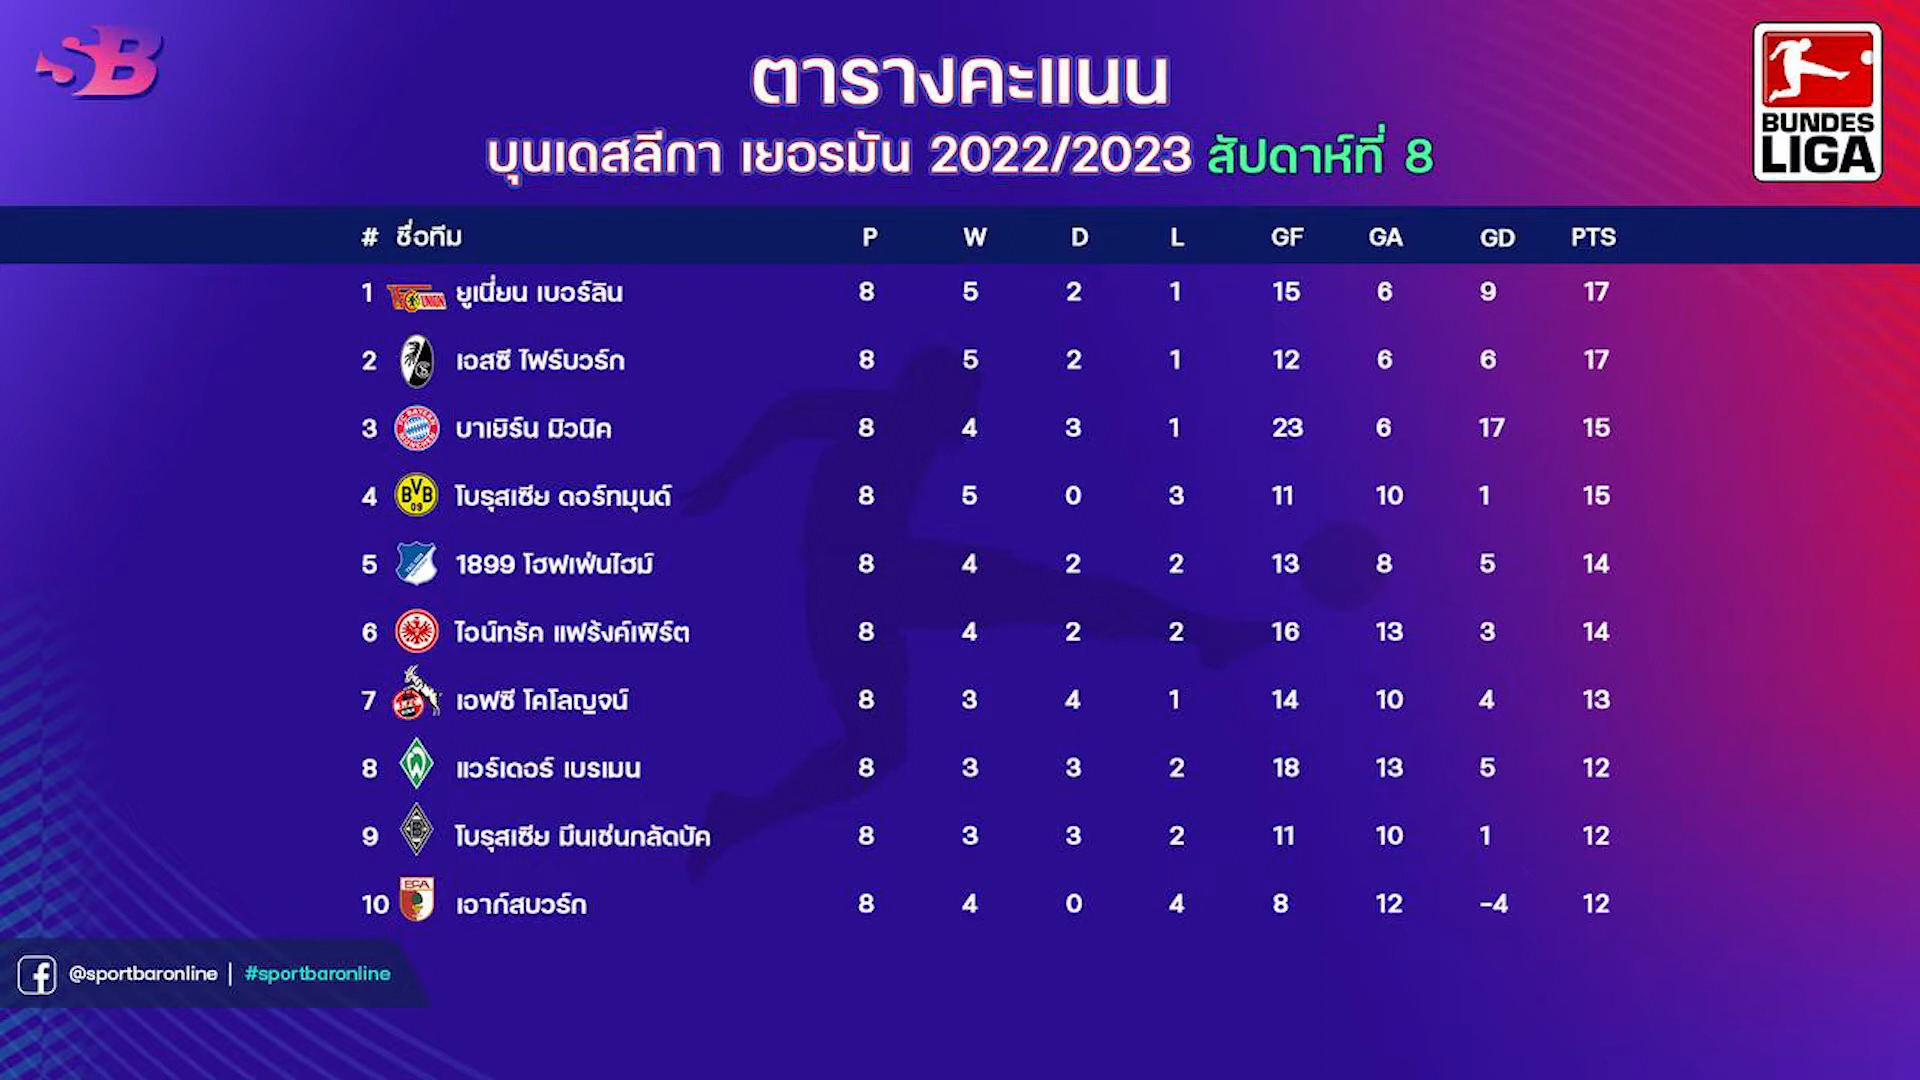 SB
ตารางคะแนน
บุนเดสลีกา เยอรมัน 2022/2023 สัปดาห์ที่ 8
BUNDES
LIGA
# ชื่อทีม P W D L GF GA GD PTS
1 UNION ยูเนี่ยน เบอร์ลิน 8 5 2 1 15 6 9 17
2 เอสซี ไฟร์บวร์ก 8 5 2 1 12 6 6 17
3 บาเยิร์น มิวนิค 8 4 3 1 23 6 17 15
4 BVB 09 โบรุสเซีย ดอร์ทมุนด์ 8 5 0 3 11 10 1 15
5 1899 โฮฟเฟ่นไฮม์ 8 4 2 2 13 8 5 14
6 ไอน์ทรัค แฟร้งค์เฟิร์ต 8 4 2 2 16 13 3 14
7 เอฟซี โคโลญจน์ 8 3 4 1 14 10 4 13
8 W แวร์เดอร์ เบรเมน 8 3 3 2 18 13 5 12
9 B โบรุสเซีย มึนเช่นกลัดบัค 8 3 3 2 11 10 1 12
10 FCA เอาก์สบวร์ก 8 4 0 4 8 12 -4 12
@sportbaronline | #sportbaronline